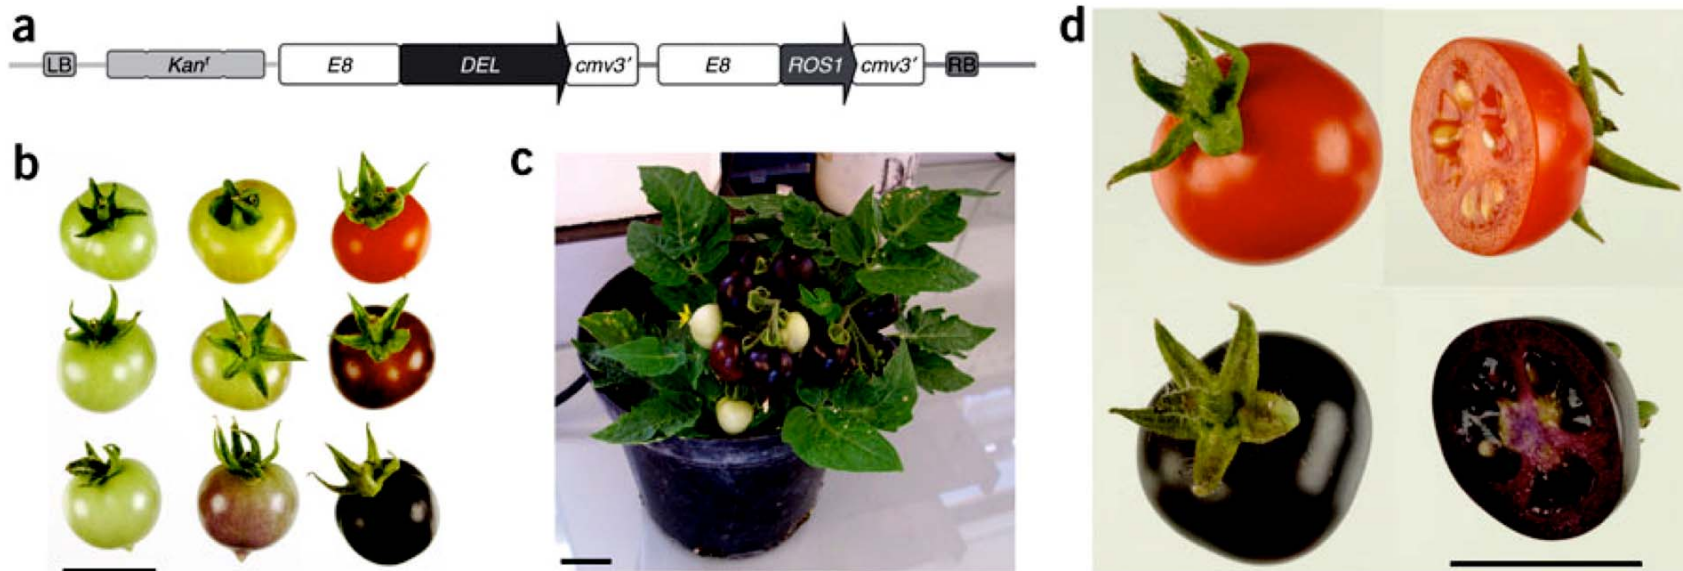 a
LB Kanʳ E8 DEL cmv3′ E8 ROS1 cmv3′ RB
b
c
d